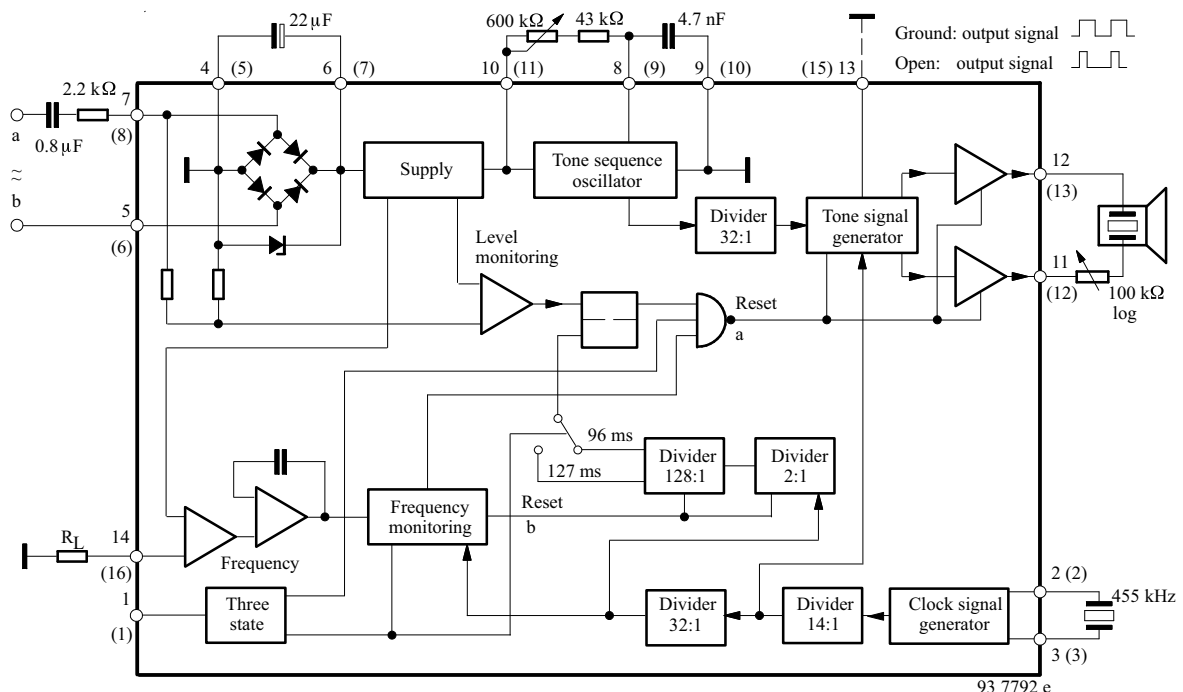 22 µF
600 kΩ
43 kΩ
4.7 nF
Ground: output signal
Open: output signal
4
(5)
6
(7)
10
(11)
8
(9)
9
(10)
(15) 13
2.2 kΩ
7
(8)
a
0.8 µF
≈
b
5
(6)
Supply
Tone sequence
oscillator
Divider
32:1
Tone signal
generator
12
(13)
11
(12)
100 kΩ
log
Level
monitoring
Reset
a
96 ms
127 ms
Divider
128:1
Divider
2:1
Frequency
monitoring
Reset
b
RL
14
(16)
Frequency
1
(1)
Three
state
Divider
32:1
Divider
14:1
Clock signal
generator
2 (2)
455 kHz
3 (3)
93 7792 e